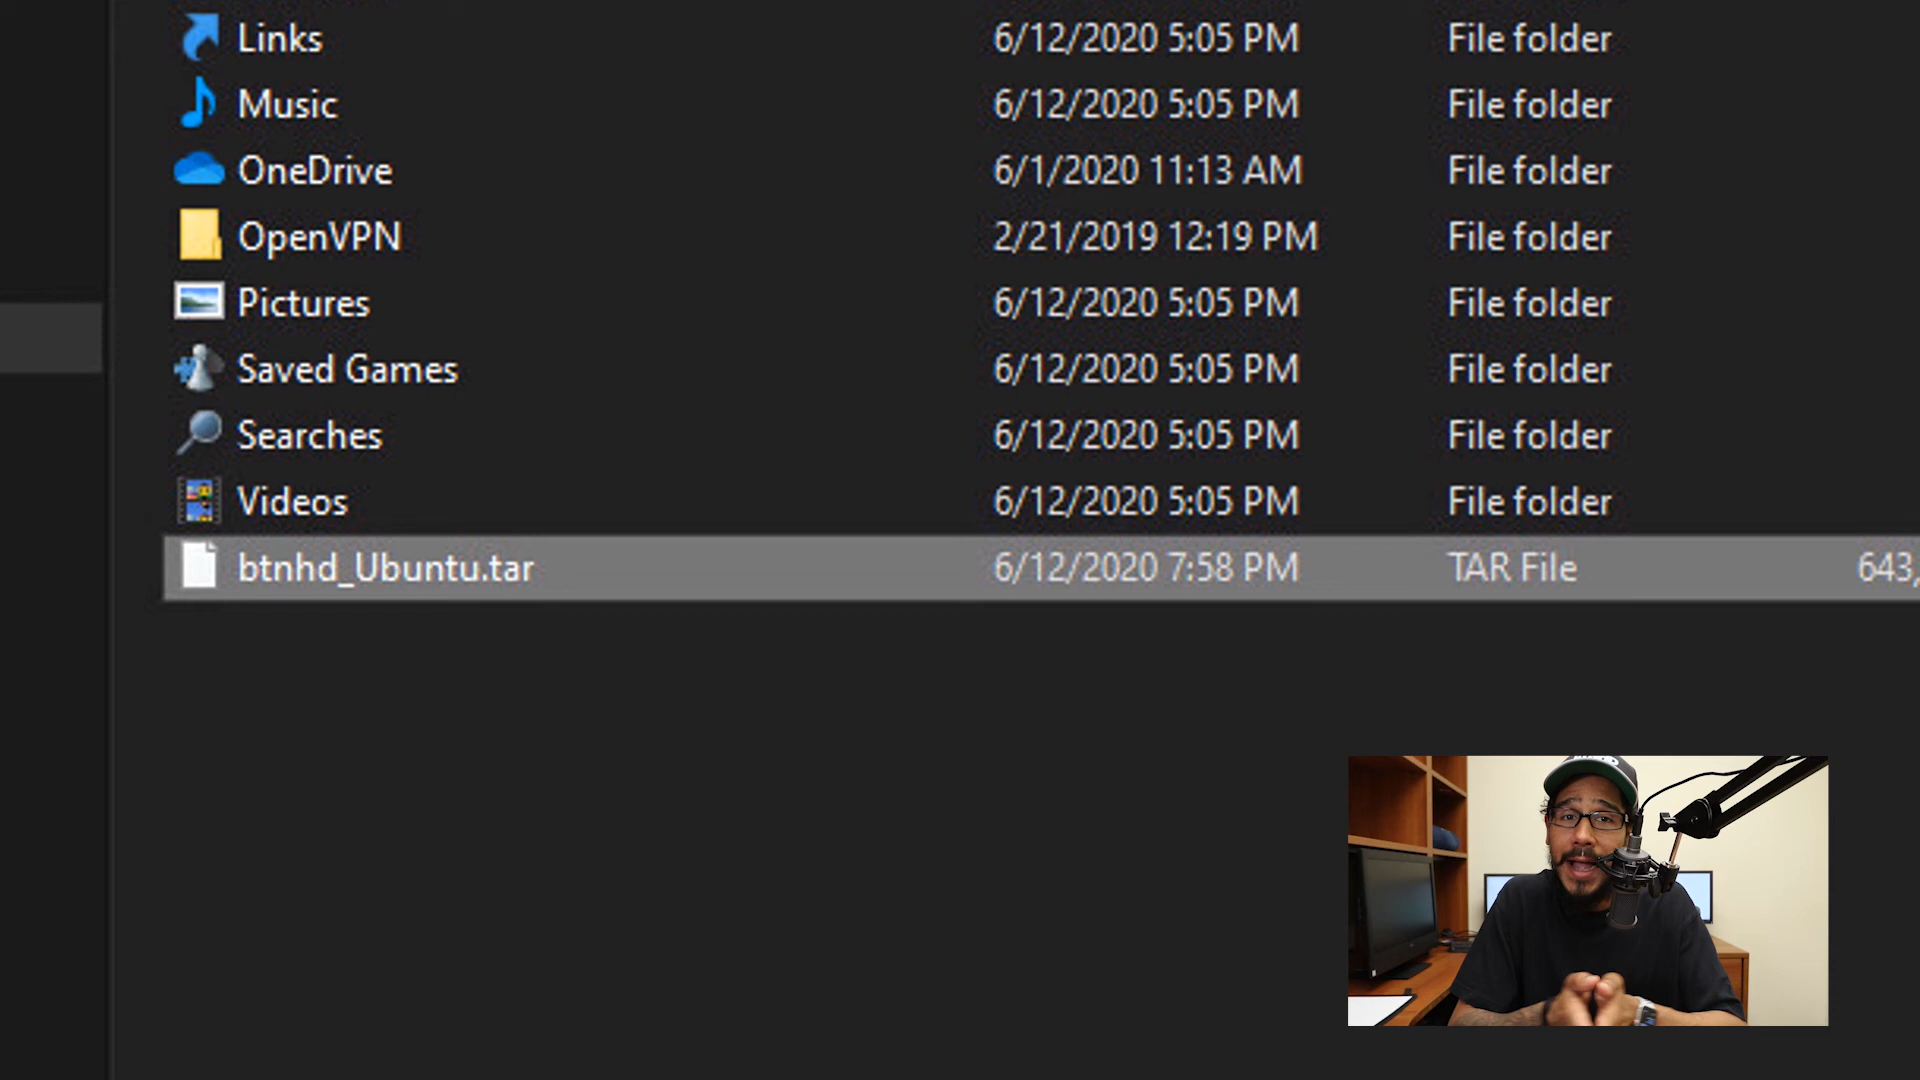 Links 6/12/2020 5:05 PM File folder
Music 6/12/2020 5:05 PM File folder
OneDrive 6/1/2020 11:13 AM File folder
OpenVPN 2/21/2019 12:19 PM File folder
Pictures 6/12/2020 5:05 PM File folder
Saved Games 6/12/2020 5:05 PM File folder
Searches 6/12/2020 5:05 PM File folder
Videos 6/12/2020 5:05 PM File folder
btnhd_Ubuntu.tar 6/12/2020 7:58 PM TAR File 643,